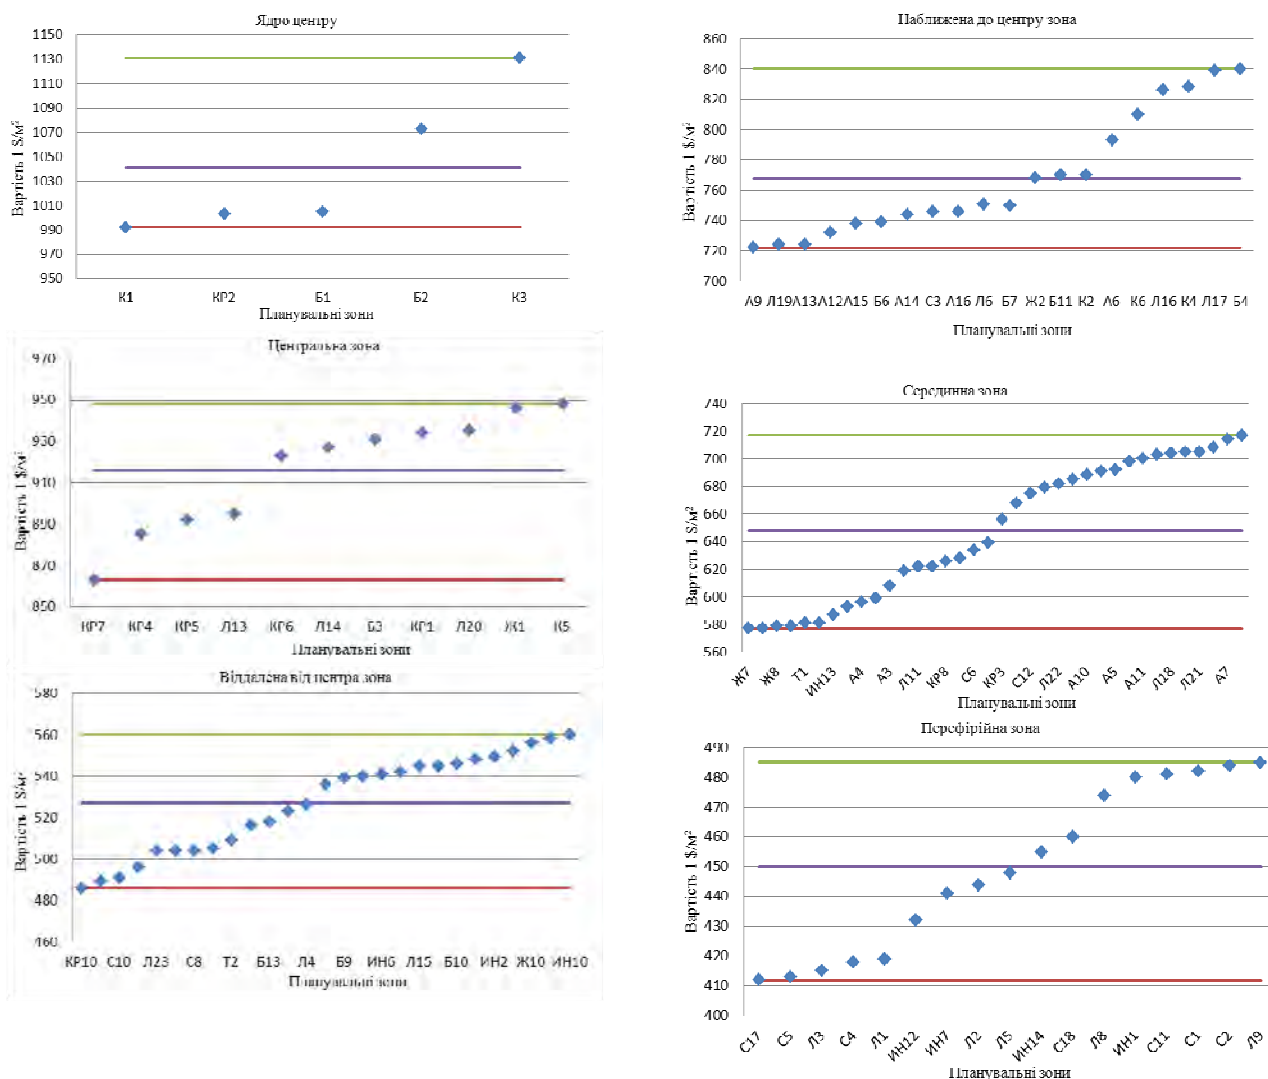 Ядро центру
1150
1130
1110
1090
1070
1050
1030
1010
990
970
950
Вартість 1 $/м²
К1 КР2 Б1 Б2 К3
Планувальні зони
Наближена до центру зона
860
840
820
800
780
760
740
720
700
Вартість 1 $/м²
А9 Л19 А13 А12 А15 Б6 А14 С3 А16 Л6 Б7 Ж2 Б11 К2 А6 К6 Л16 К4 Л17 Б4
Планувальні зони
Центральна зона
970
950
930
910
890
870
850
Вартість 1 $/м²
КР7 КР4 КР5 Л13 КР6 Л14 Б3 КР1 Л20 Ж1 К5
Планувальні зони
Серединна зона
740
720
700
680
660
640
620
600
580
560
Вартість 1 $/м²
Ж7 Ж8 Т1 ИН13 А4 А3 Л11 КР8 С6 КР3 С12 Л22 А10 А5 А11 Л18 Л21 А7
Планувальні зони
Віддалена від центра зона
580
560
540
520
500
480
460
Вартість 1 $/м²
КР10 С10 Л23 С8 Т2 Б13 Л4 Б9 ИН6 Л15 Б10 ИН2 Ж10 ИН10
Планувальні зони
Перефірійна зона
490
480
470
460
450
440
430
420
410
400
Вартість 1 $/м²
С17 С5 Л3 С4 Л1 ИН12 ИН7 Л2 Л5 ИН14 С18 Л8 ИН1 С11 С1 С2 Л9
Планувальні зони